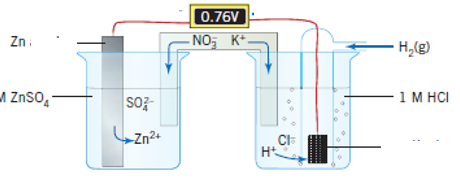 0.76V
Zn
NO₃⁻ K⁺
H₂(g)
M ZnSO₄
SO₄²⁻
1 M HCl
Zn²⁺
Cl⁻
H⁺